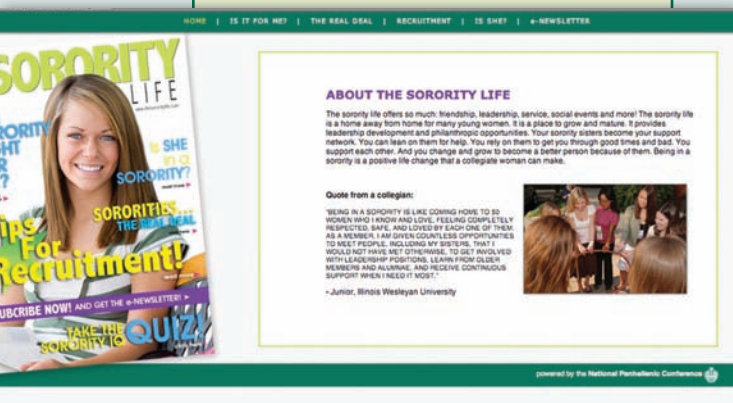 HOME | IS IT FOR ME? | THE REAL DEAL | RECRUITMENT | IS SHE? | e-NEWSLETTER
SORORITY
LIFE
RORITY
GHT
R
?
IS SHE
in a
SORORITY?
SORORITIES...
THE REAL DEAL
Tips
For
Recruitment!
UBCRIBE NOW! AND GET THE e-NEWSLETTER! >
TAKE THE
SORORITY IQ
QUIZ!
ABOUT THE SORORITY LIFE
The sorority life offers so much: friendship, leadership, service, social events and more! The sorority life
is a home away from home for many young women. It is a place to grow and mature. It provides
leadership development and philanthropic opportunities. Your sorority sisters become your support
network. You can lean on them for help. You rely on them to get you through good times and bad. You
support each other. And you change and grow to become a better person because of them. Being in a
sorority is a positive life change that a collegiate woman can make.
Quote from a collegian:
"BEING IN A SORORITY IS LIKE COMING HOME TO 50
WOMEN WHO I KNOW AND LOVE, FEELING COMPLETELY
RESPECTED, SAFE, AND LOVED BY EACH ONE OF THEM.
AS A MEMBER, I AM GIVEN COUNTLESS OPPORTUNITIES
TO MEET PEOPLE, INCLUDING MY SISTERS, THAT I
WOULD NOT HAVE MET OTHERWISE, TO GET INVOLVED
WITH LEADERSHIP POSITIONS, LEARN FROM OLDER
MEMBERS AND ALUMNAE, AND RECEIVE CONTINUOUS
SUPPORT WHEN I NEED IT MOST."
- Junior, Illinois Wesleyan University
powered by the National Panhellenic Conference